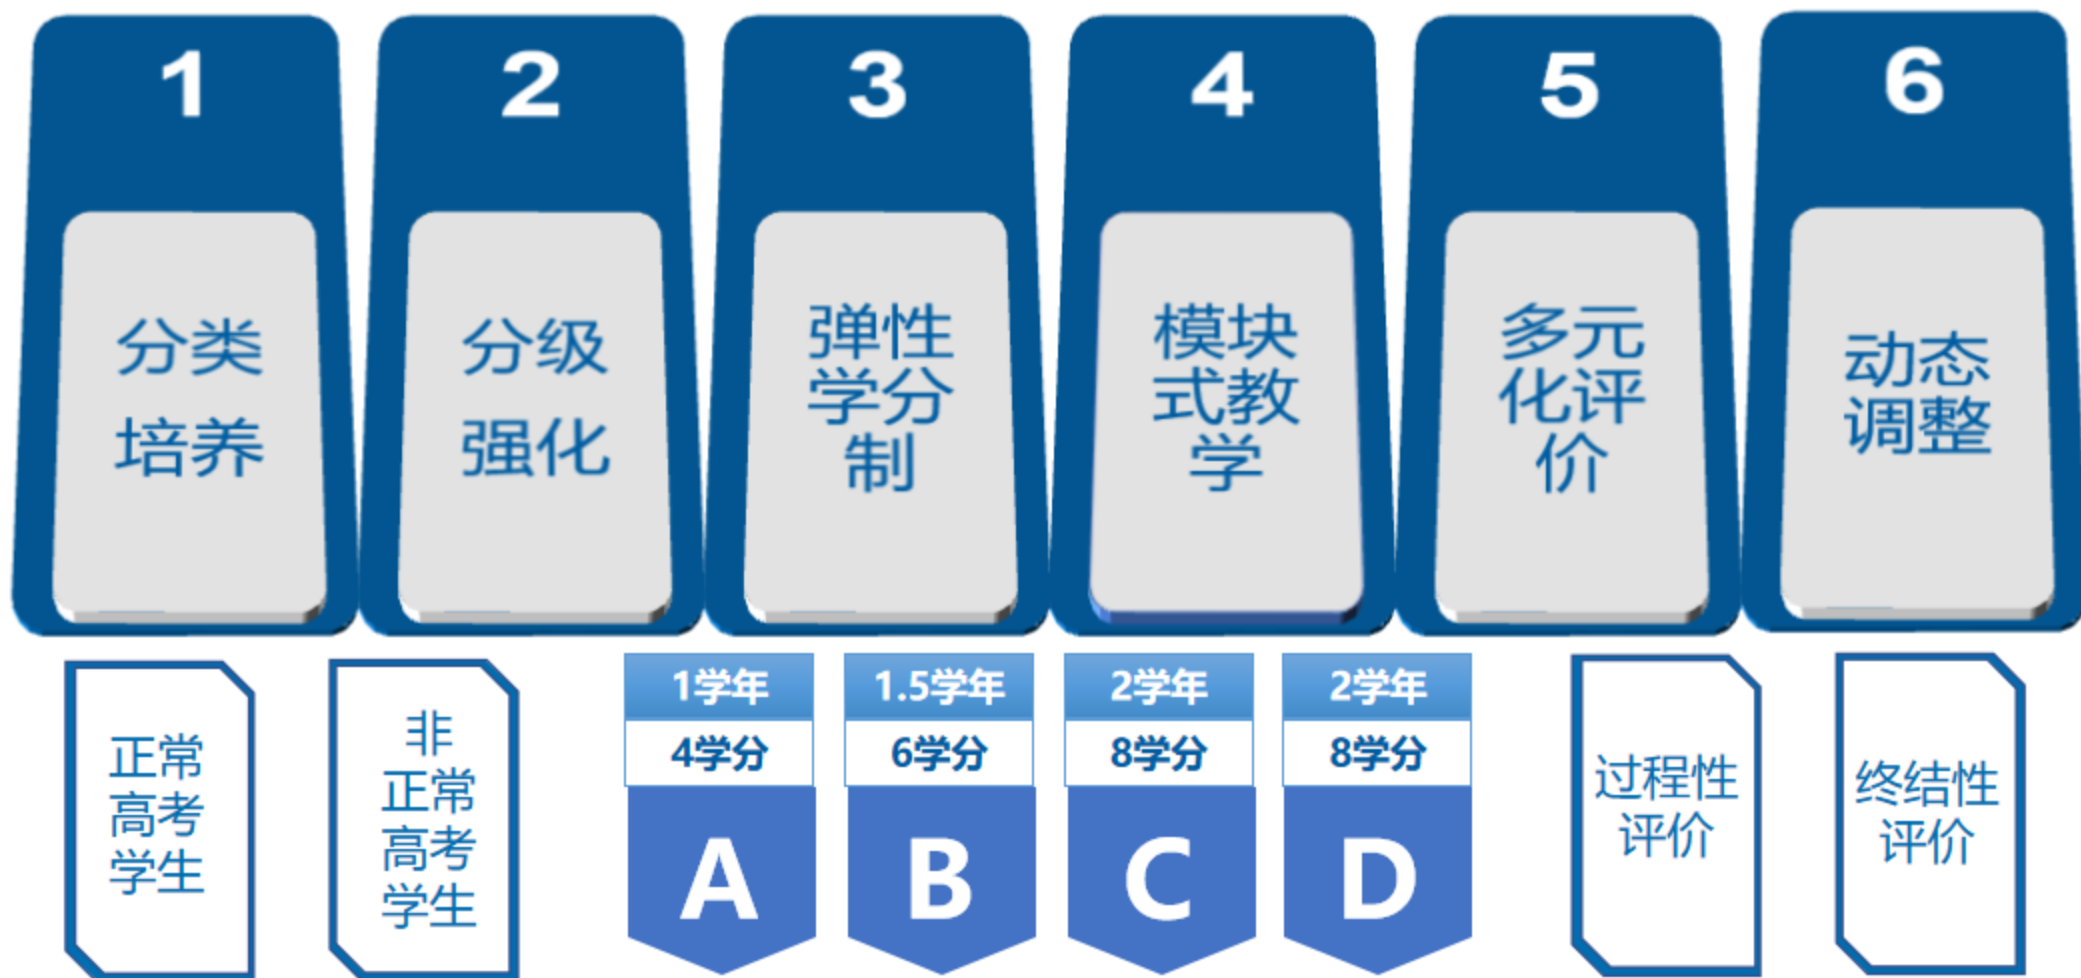 1
2
3
4
5
6
分类
培养
分级
强化
弹性
学分
制
模块
式教
学
多元
化评
价
动态
调整
正常
高考
学生
非
正常
高考
学生
1学年
4学分
A
1.5学年
6学分
B
2学年
8学分
C
2学年
8学分
D
过程性
评价
终结性
评价